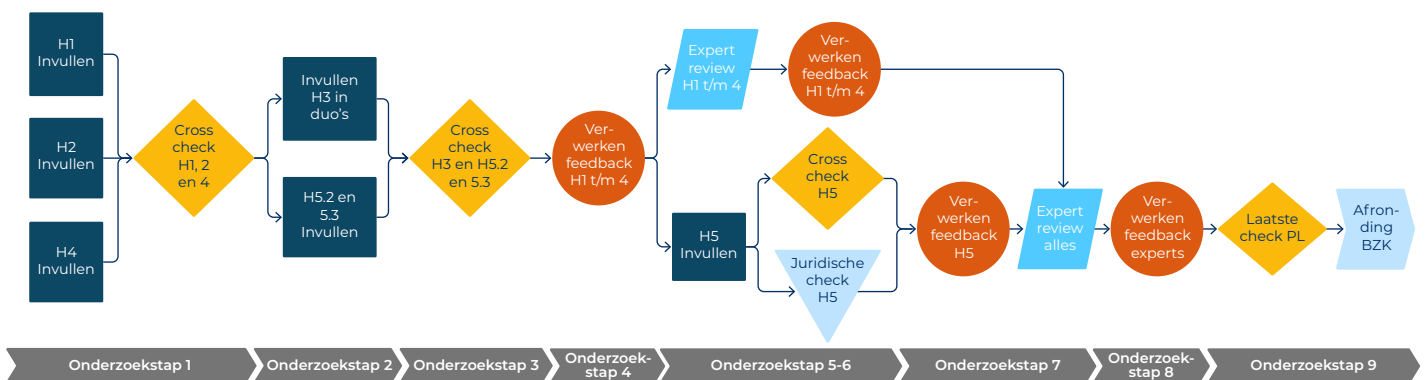 H1
Invullen
H2
Invullen
H4
Invullen
Cross
check
H1, 2
en 4
Invullen
H3 in
duo's
H5.2 en
5.3
Invullen
Cross
check
H3 en H5.2
en 5.3
Ver-
werken
feedback
H1 t/m 4
Expert
review
H1 t/m 4
Ver-
werken
feedback
H1 t/m 4
H5
Invullen
Cross
check
H5
Juridische
check
H5
Ver-
werken
feedback
H5
Expert
review
alles
Ver-
werken
feedback
experts
Laatste
check PL
Afron-
ding
BZK
Onderzoekstap 1
Onderzoekstap 2
Onderzoekstap 3
Onderzoek-
stap 4
Onderzoekstap 5-6
Onderzoekstap 7
Onderzoek-
stap 8
Onderzoekstap 9